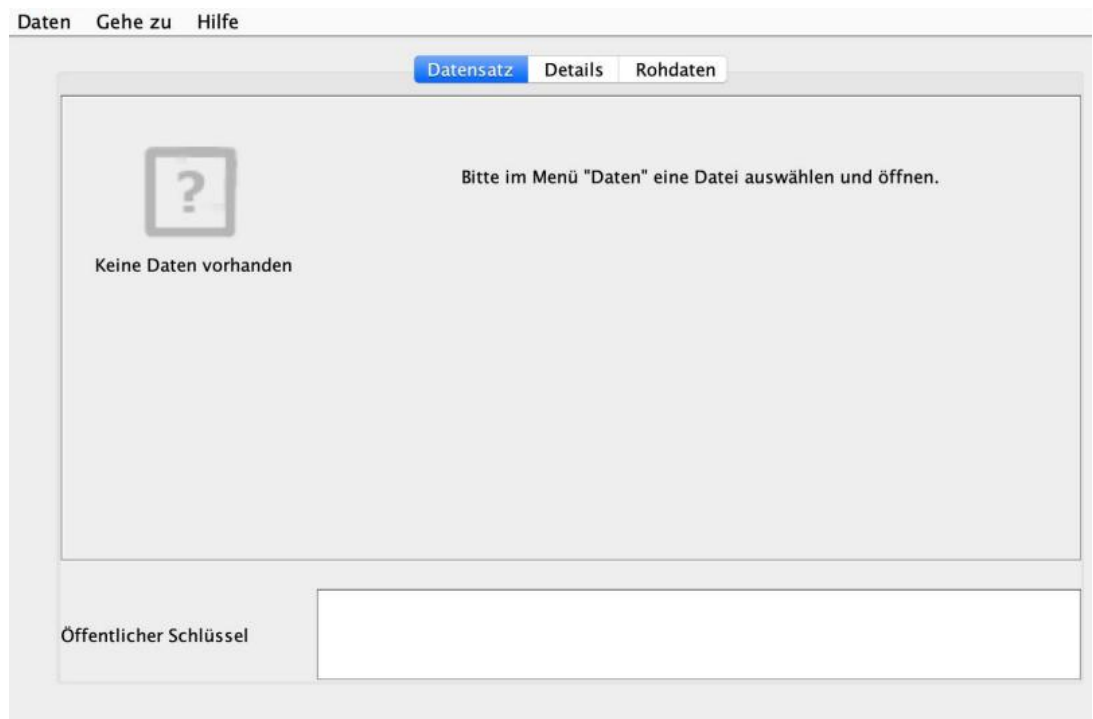 Daten Gehe zu Hilfe
Datensatz Details Rohdaten
?
Bitte im Menü "Daten" eine Datei auswählen und öffnen.
Keine Daten vorhanden
Öffentlicher Schlüssel